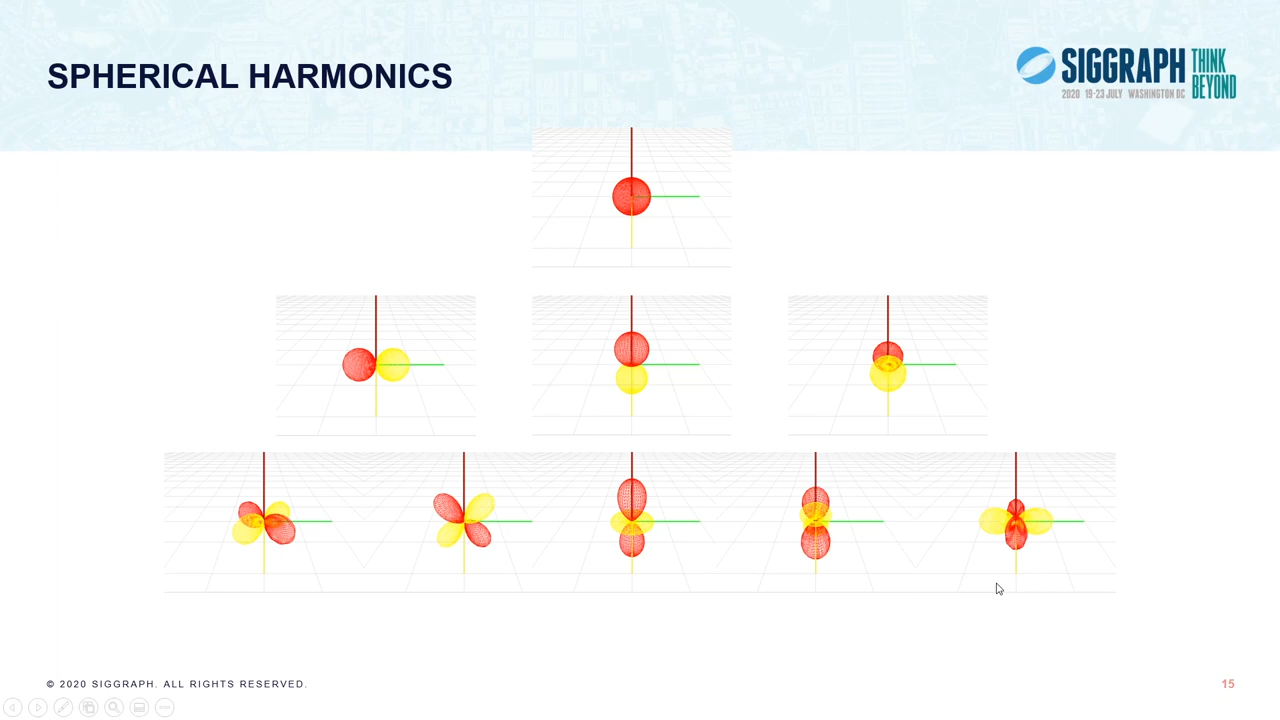 SPHERICAL HARMONICS
SIGGRAPH THINK BEYOND
2020 19-23 JULY WASHINGTON DC
© 2020 SIGGRAPH. ALL RIGHTS RESERVED.
15